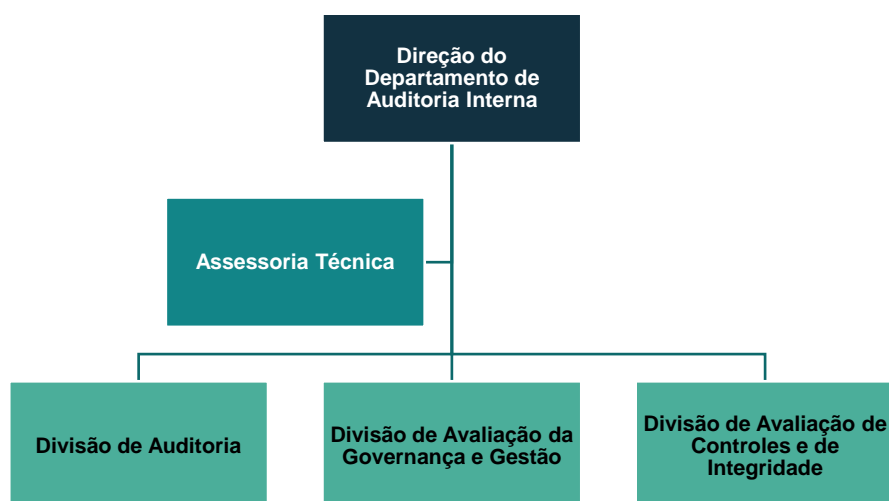 Direção do
Departamento de
Auditoria Interna
Assessoria Técnica
Divisão de Auditoria
Divisão de Avaliação da
Governança e Gestão
Divisão de Avaliação de
Controles e de
Integridade